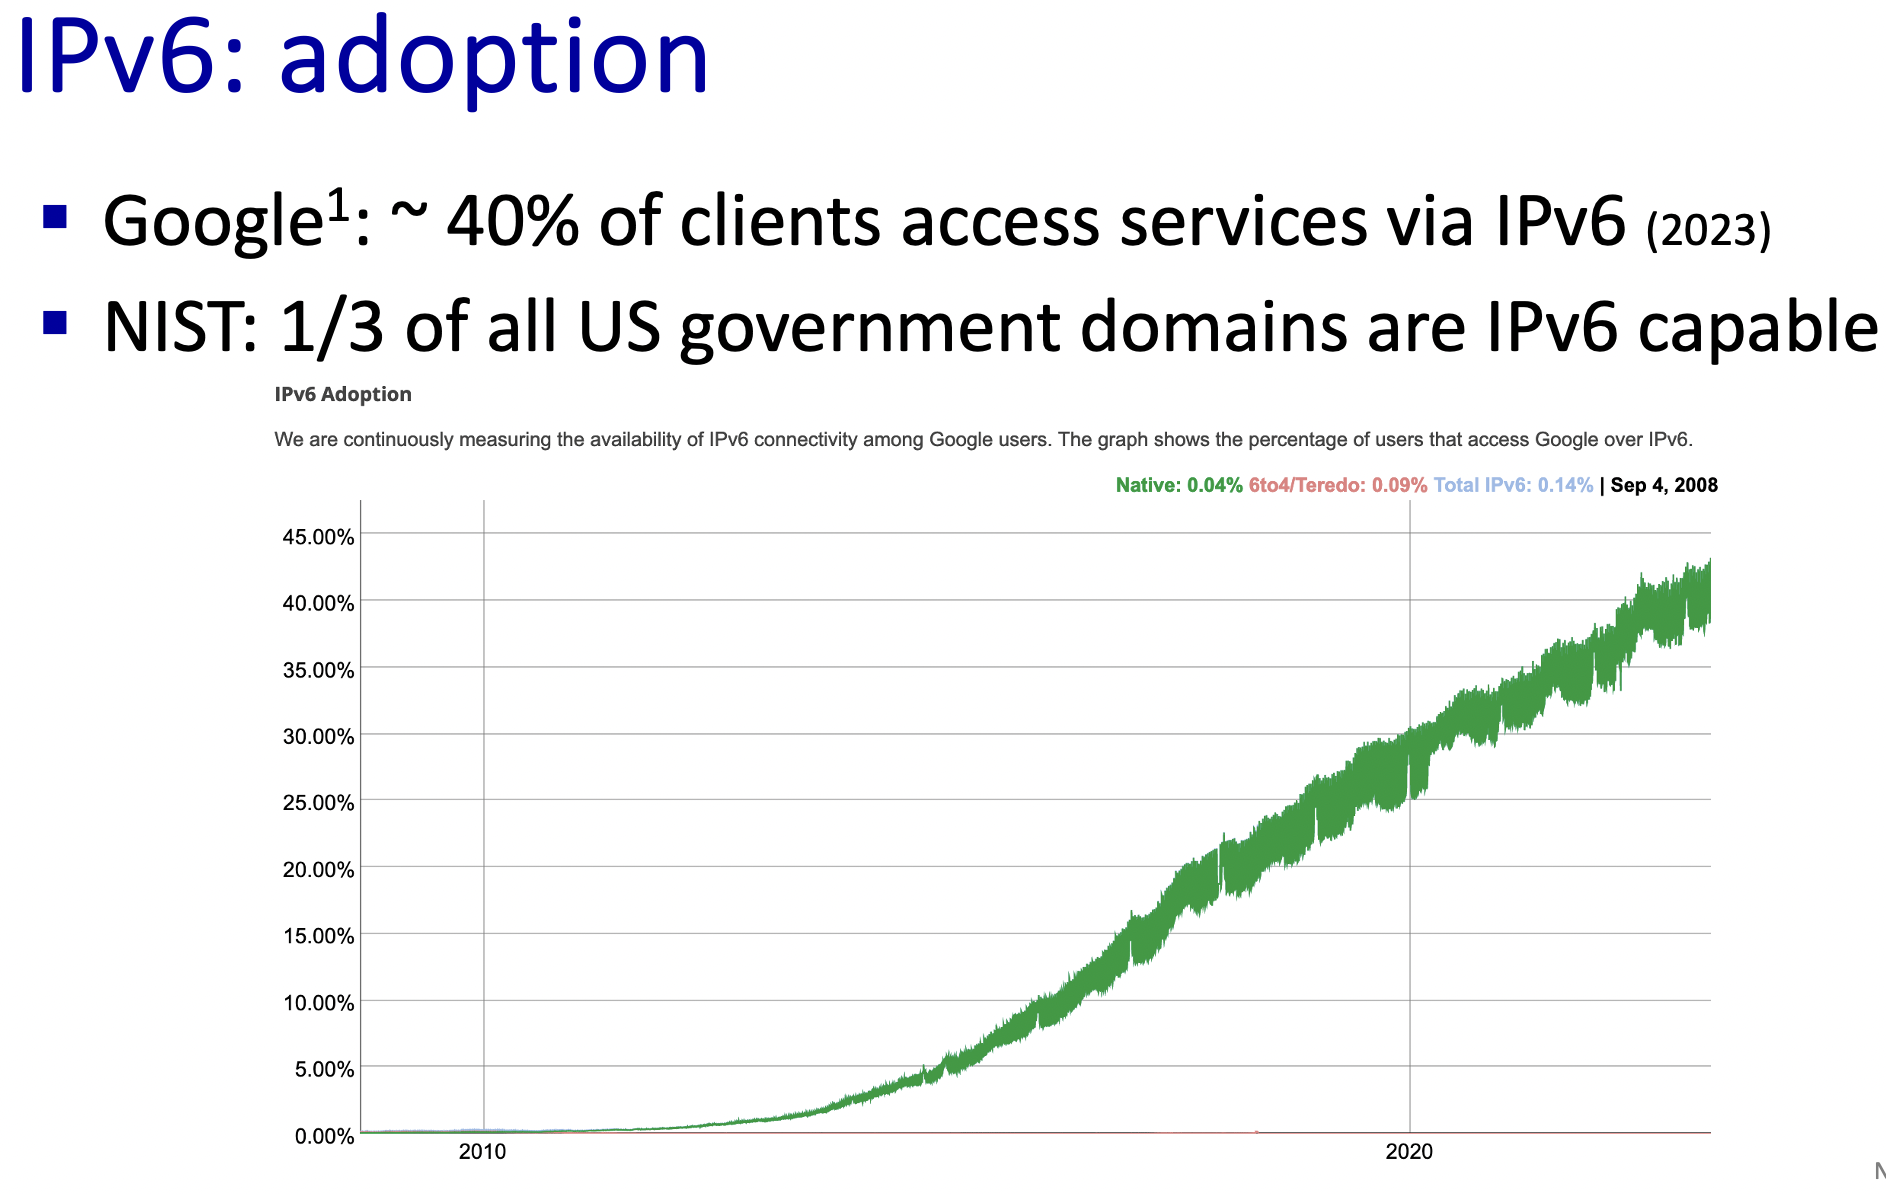 IPv6: adoption
▪ Google¹: ~ 40% of clients access services via IPv6 (2023)
▪ NIST: 1/3 of all US government domains are IPv6 capable
IPv6 Adoption
We are continuously measuring the availability of IPv6 connectivity among Google users. The graph shows the percentage of users that access Google over IPv6.
Native: 0.04% 6to4/Teredo: 0.09% Total IPv6: 0.14% | Sep 4, 2008
45.00%
40.00%
35.00%
30.00%
25.00%
20.00%
15.00%
10.00%
5.00%
0.00%
2010 2020